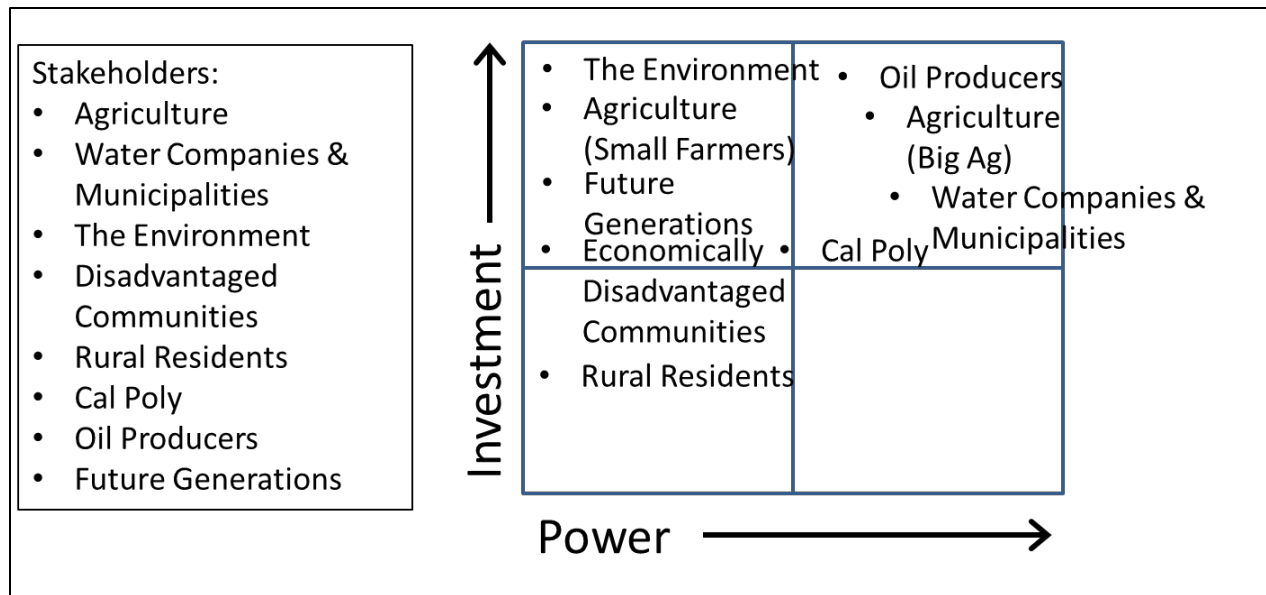 Stakeholders:
• Agriculture
• Water Companies &
Municipalities
• The Environment
• Disadvantaged
Communities
• Rural Residents
• Cal Poly
• Oil Producers
• Future Generations
Investment
• The Environment
• Agriculture
(Small Farmers)
• Future
Generations
• Economically
Disadvantaged
Communities
• Rural Residents
• Oil Producers
• Agriculture
(Big Ag)
• Water Companies &
Municipalities
• Cal Poly
Power